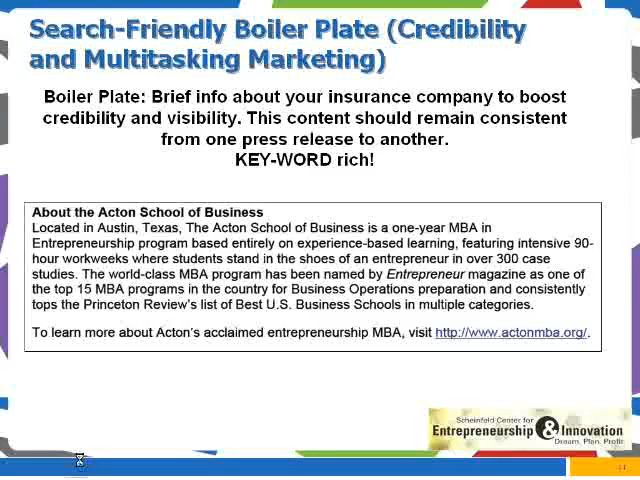 Search-Friendly Boiler Plate (Credibility
and Multitasking Marketing)
Boiler Plate: Brief info about your insurance company to boost
credibility and visibility. This content should remain consistent
from one press release to another.
KEY-WORD rich!
About the Acton School of Business
Located in Austin, Texas, The Acton School of Business is a one-year MBA in
Entrepreneurship program based entirely on experience-based learning, featuring intensive 90-
hour workweeks where students stand in the shoes of an entrepreneur in over 300 case
studies. The world-class MBA program has been named by Entrepreneur magazine as one of
the top 15 MBA programs in the country for Business Operations preparation and consistently
tops the Princeton Review's list of Best U.S. Business Schools in multiple categories.
To learn more about Acton's acclaimed entrepreneurship MBA, visit http://www.actonmba.org/.
Scheinfeld Center for
Entrepreneurship & Innovation
Dream. Plan. Profit.